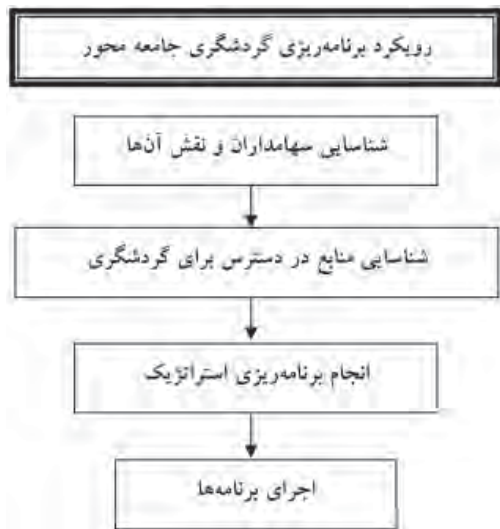 رویکرد برنامه‌ریزی گردشگری جامعه محور
شناسایی سهامداران و نقش آن‌ها
شناسایی منابع در دسترس برای گردشگری
انجام برنامه‌ریزی استراتژیک
اجرای برنامه‌ها